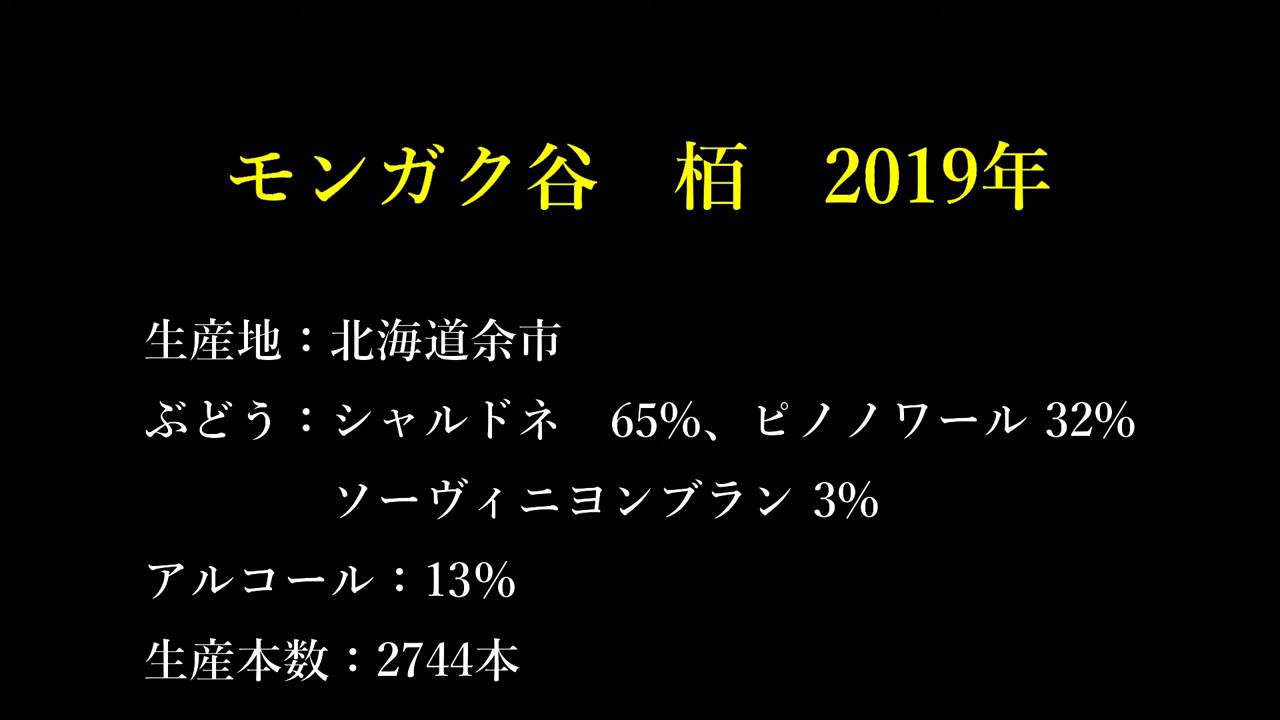 モンガク谷　栢　2019年
生産地：北海道余市
ぶどう：シャルドネ　65%、ピノノワール 32%
ソーヴィニヨンブラン 3%
アルコール：13%
生産本数：2744本